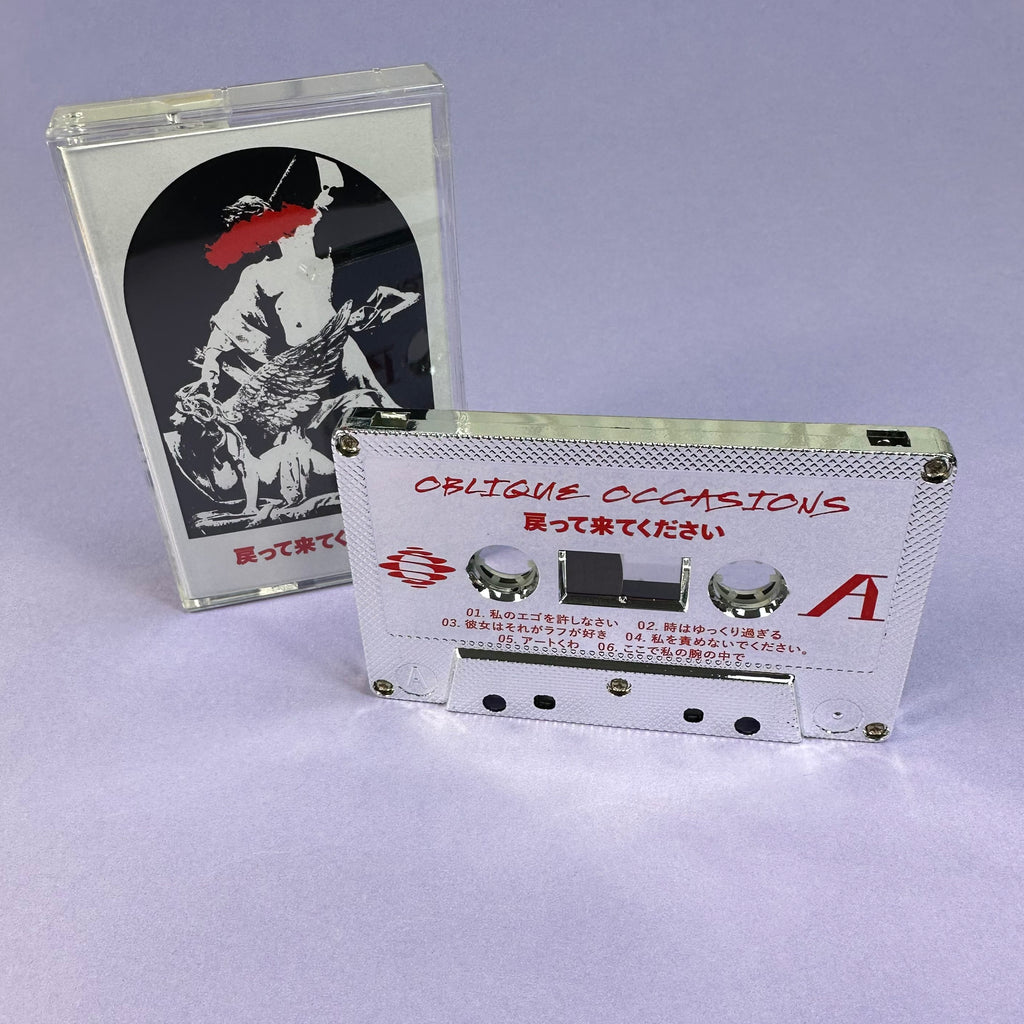 戻って来てく
OBLIQUE OCCASIONS
戻って来てください
A
01. 私のエゴを許しなさい 02. 時はゆっくり過ぎる
03. 彼女はそれがラフが好き 04. 私を責めないでください。
05. アートくわ 06. ここで私の腕の中で
A